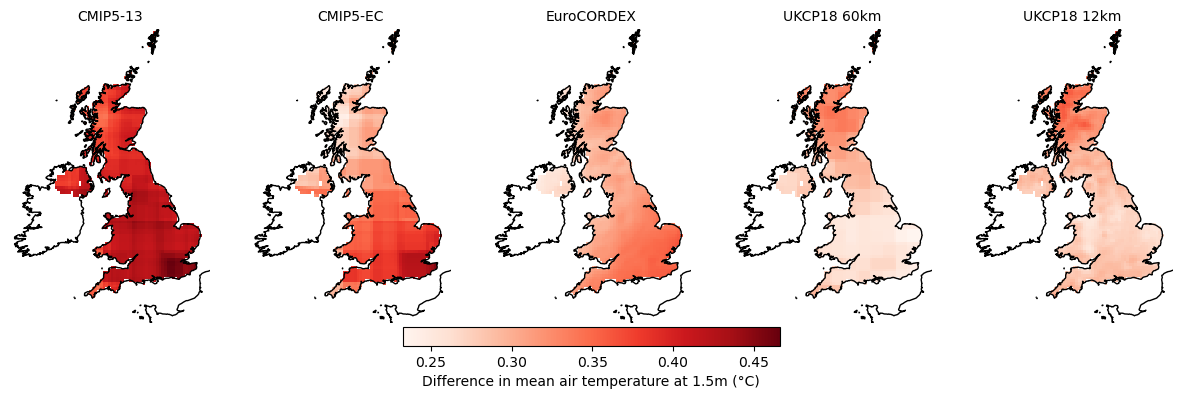 CMIP5-13
CMIP5-EC
EuroCORDEX
UKCP18 60km
UKCP18 12km
0.25
0.30
0.35
0.40
0.45
Difference in mean air temperature at 1.5m (°C)